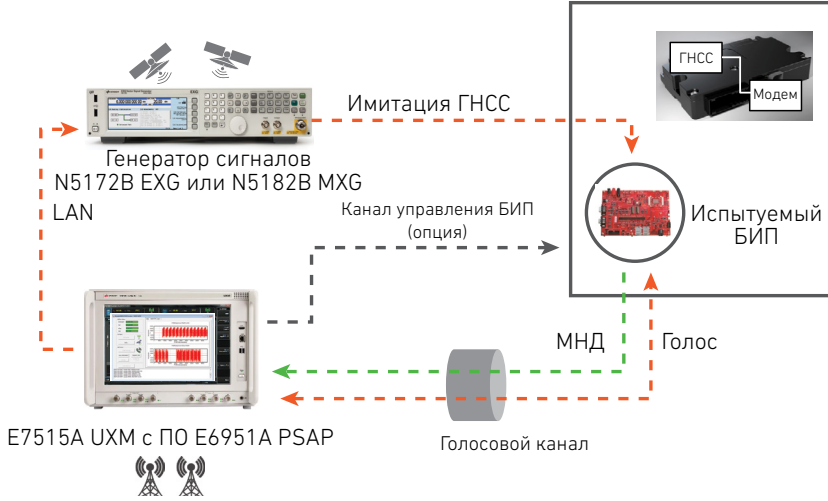 ГНСС
Модем
Имитация ГНСС
Генератор сигналов
N5172B EXG или N5182B MXG
LAN
Канал управления БИП
(опция)
Испытуемый
БИП
МНД
Голос
E7515A UXM с ПО E6951A PSAP
Голосовой канал